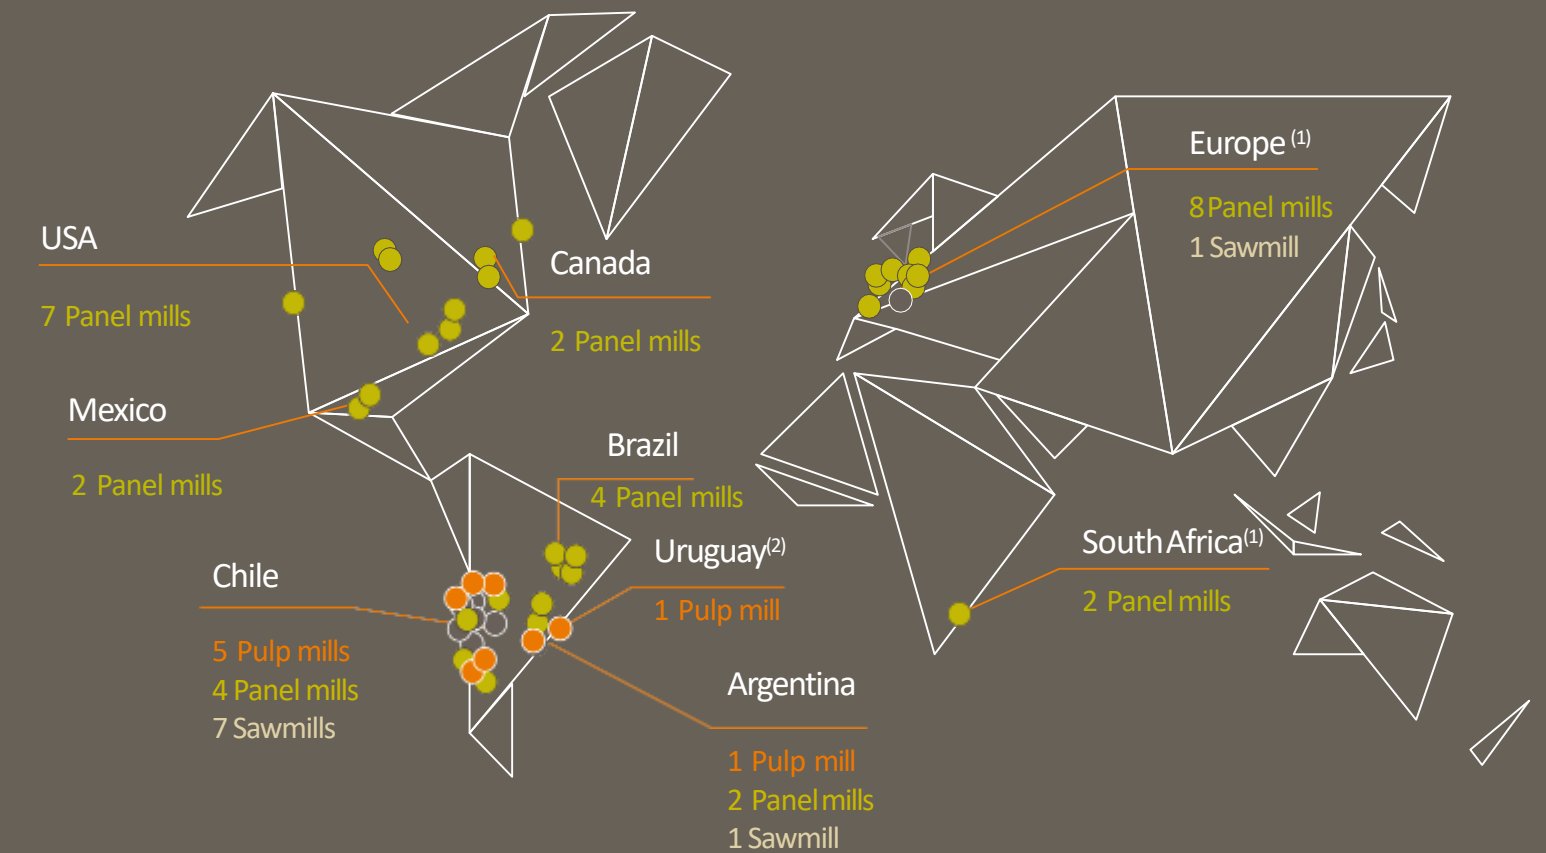 USA
7 Panel mills
Canada
2 Panel mills
Mexico
2 Panel mills
Brazil
4 Panel mills
Uruguay(2)
1 Pulp mill
Chile
5 Pulp mills
4 Panel mills
7 Sawmills
Argentina
1 Pulp mill
2 Panel mills
1 Sawmill
Europe (1)
8 Panel mills
1 Sawmill
South Africa(1)
2 Panel mills